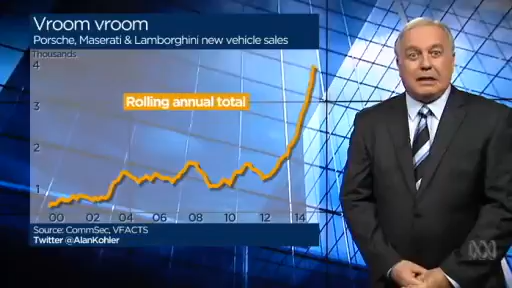 Vroom vroom
Porsche, Maserati & Lamborghini new vehicle sales
Thousands
4
3
2
1
Rolling annual total
00 02 04 06 08 10 12 14
Source: CommSec, VFACTS
Twitter @AlanKohler